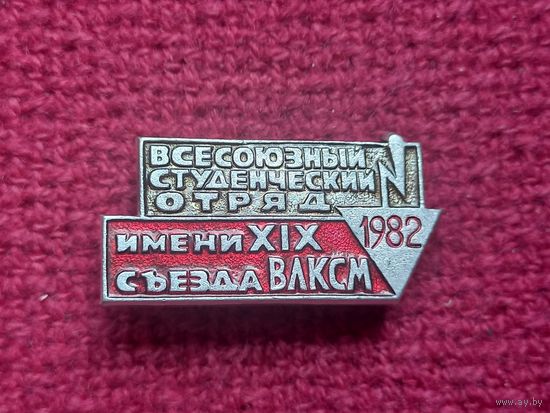 ВСЕСОЮЗНЫЙ
СТУДЕНЧЕСКИЙ
ОТРЯД
ИМЕНИ XIX
СЪЕЗДА ВЛКСМ
1982
www.ay.by